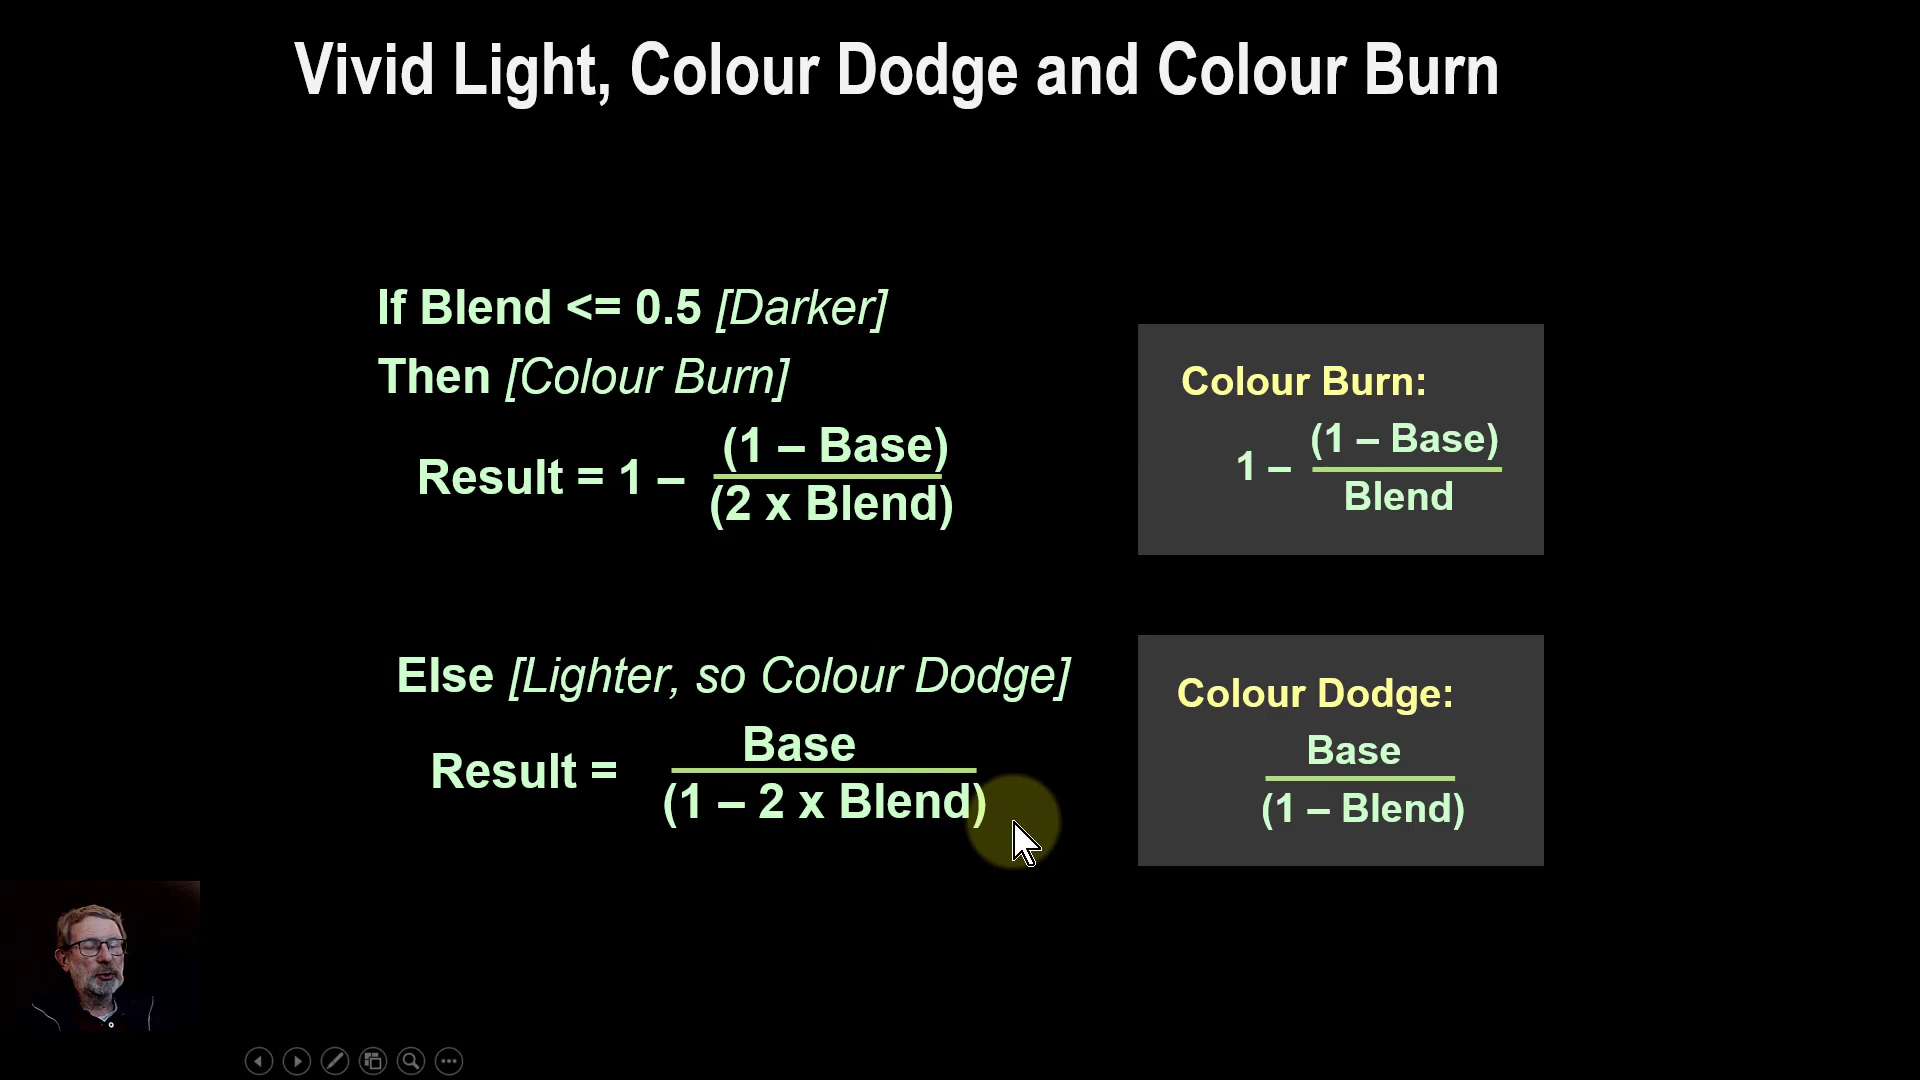 Vivid Light, Colour Dodge and Colour Burn
If Blend <= 0.5 [Darker]
Then [Colour Burn]
Result = 1 – (1 – Base)
(2 x Blend)
Else [Lighter, so Colour Dodge]
Result = Base
(1 – 2 x Blend)
Colour Burn:
1 – (1 – Base)
Blend
Colour Dodge:
Base
(1 – Blend)